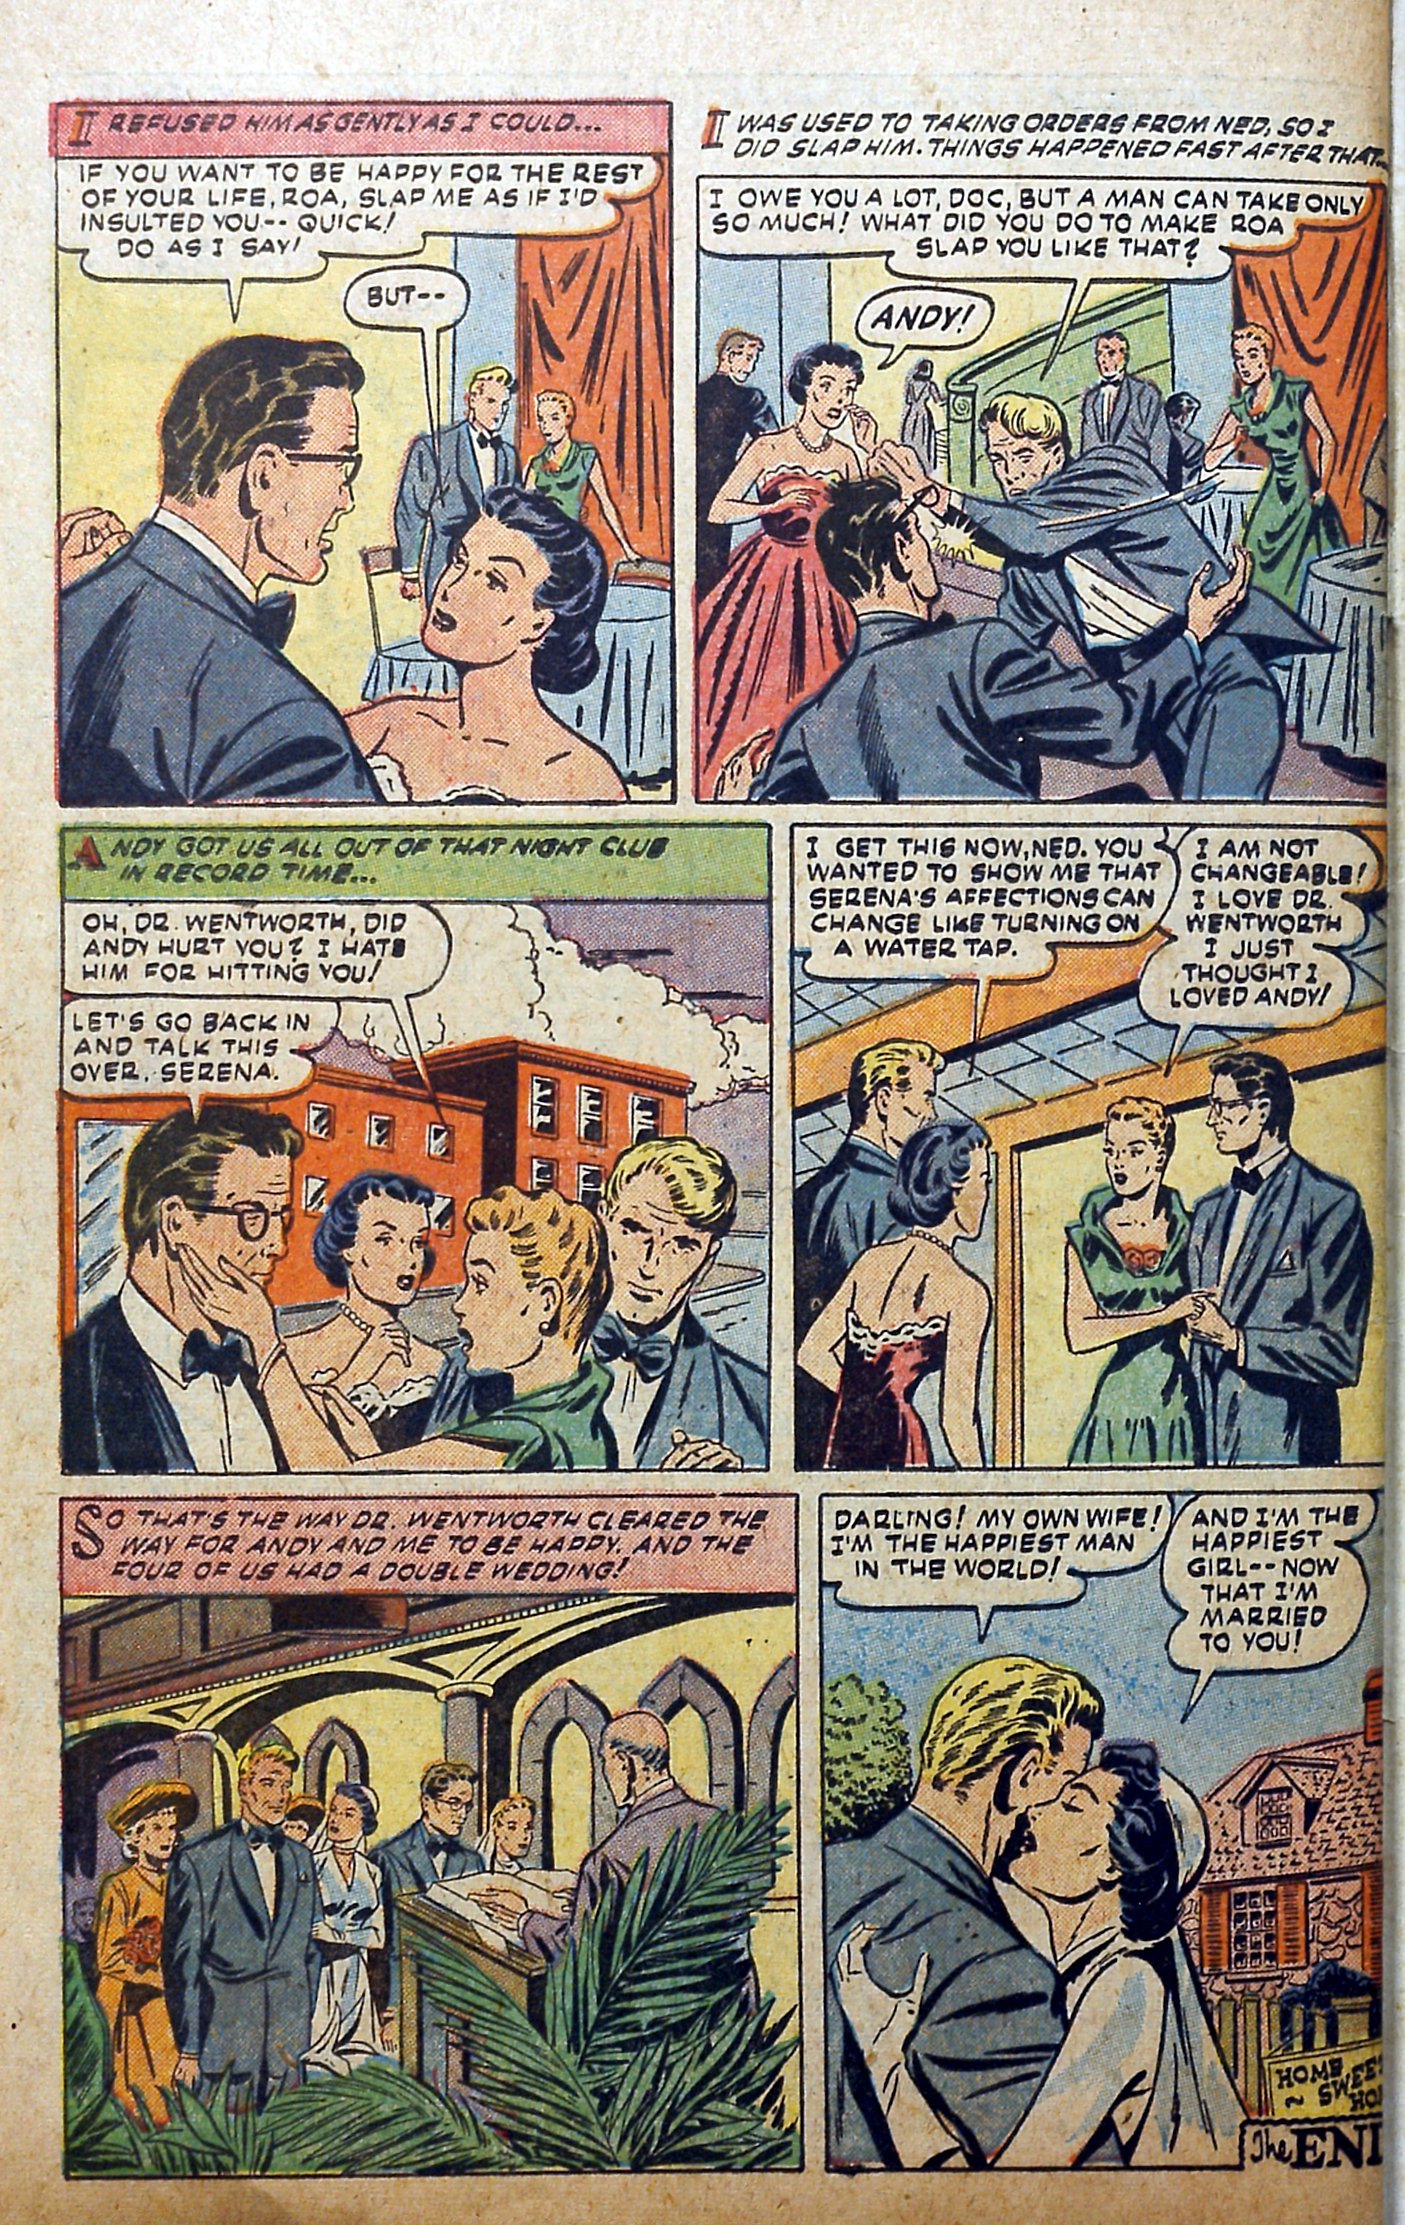 I REFUSED HIM AS GENTLY AS I COULD...
IF YOU WANT TO BE HAPPY FOR THE REST
OF YOUR LIFE, ROA, SLAP ME AS IF I'D
INSULTED YOU-- QUICK!
DO AS I SAY!
BUT--
I WAS USED TO TAKING ORDERS FROM NED, SO I
DID SLAP HIM. THINGS HAPPENED FAST AFTER THAT...
I OWE YOU A LOT, DOC, BUT A MAN CAN TAKE ONLY
SO MUCH! WHAT DID YOU DO TO MAKE ROA
SLAP YOU LIKE THAT?
ANDY!
ANDY GOT US ALL OUT OF THAT NIGHT CLUB
IN RECORD TIME...
OH, DR. WENTWORTH, DID
ANDY HURT YOU? I HATE
HIM FOR HITTING YOU!
LET'S GO BACK IN
AND TALK THIS
OVER, SERENA.
I GET THIS NOW, NED. YOU
WANTED TO SHOW ME THAT
SERENA'S AFFECTIONS CAN
CHANGE LIKE TURNING ON
A WATER TAP.
I AM NOT
CHANGEABLE!
I LOVE DR.
WENTWORTH
I JUST
THOUGHT I
LOVED ANDY!
SO THAT'S THE WAY DR. WENTWORTH CLEARED THE
WAY FOR ANDY AND ME TO BE HAPPY. AND THE
FOUR OF US HAD A DOUBLE WEDDING!
DARLING! MY OWN WIFE!
I'M THE HAPPIEST MAN
IN THE WORLD!
AND I'M THE
HAPPIEST
GIRL-- NOW
THAT I'M
MARRIED
TO YOU!
HOME
~ SWEET
HO
The EN